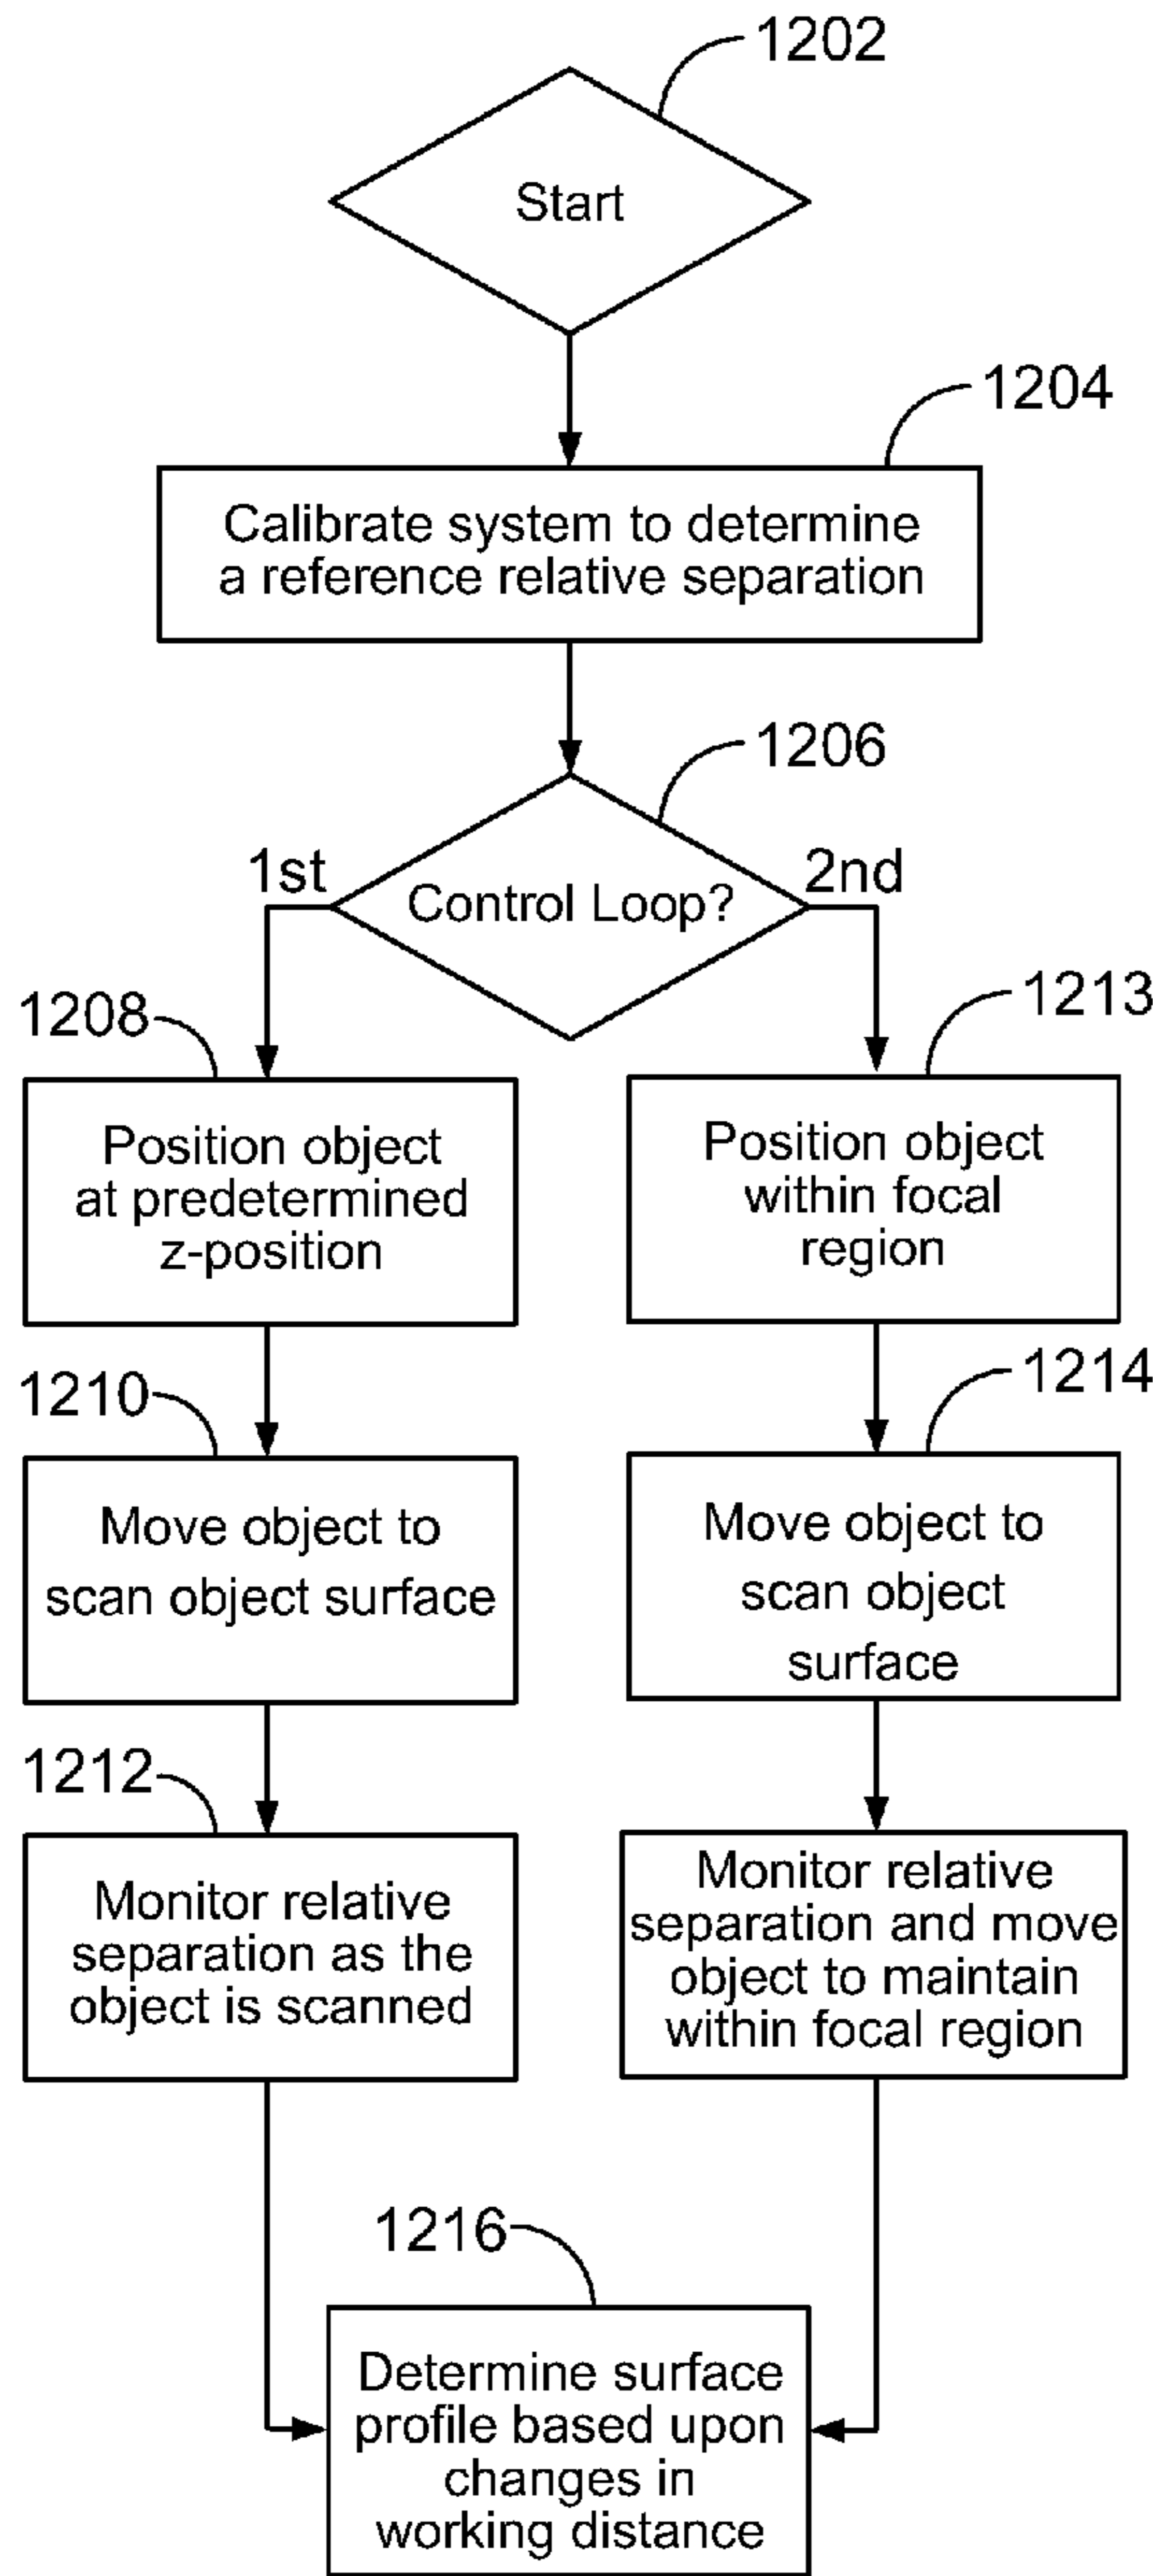 1202
Start
1204
Calibrate system to determine
a reference relative separation
1206
1st
Control Loop?
2nd
1208
Position object
at predetermined
z-position
1213
Position object
within focal
region
1210
Move object to
scan object surface
1214
Move object to
scan object
surface
1212
Monitor relative
separation as the
object is scanned
Monitor relative
separation and move
object to maintain
within focal region
1216
Determine surface
profile based upon
changes in
working distance